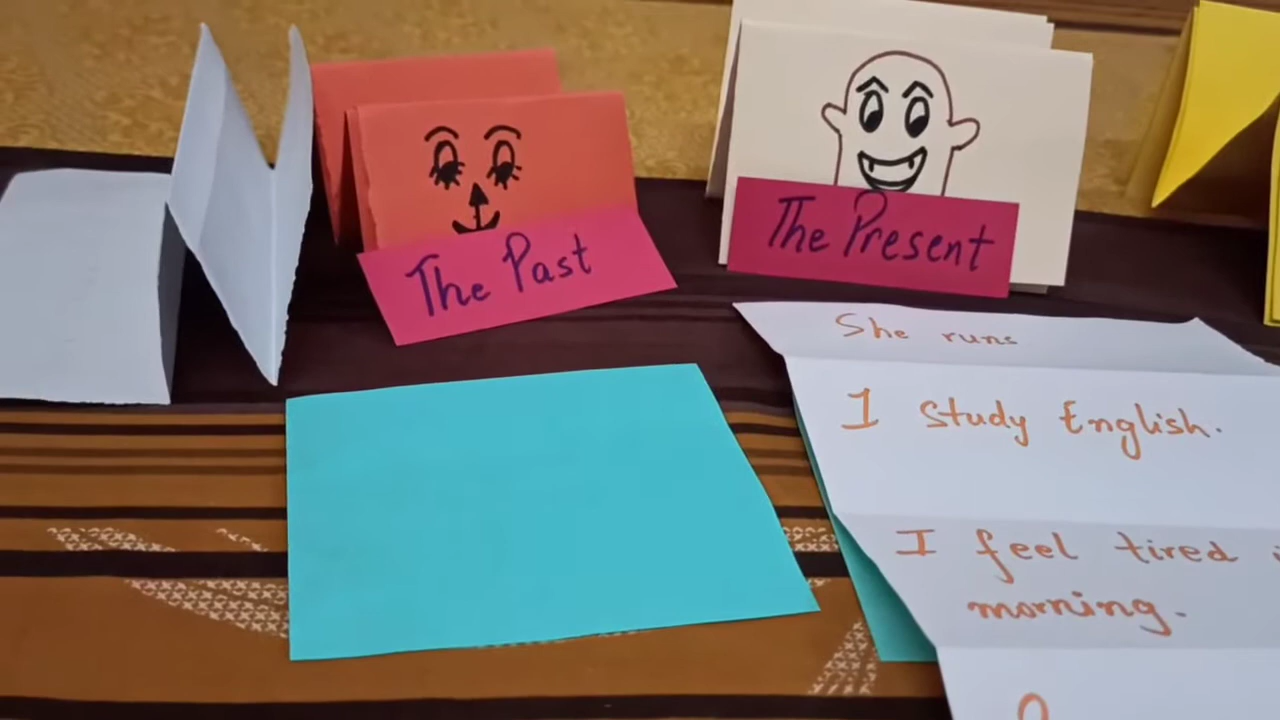 The Past
The Present
She runs
I study English.
I feel tired
morning.